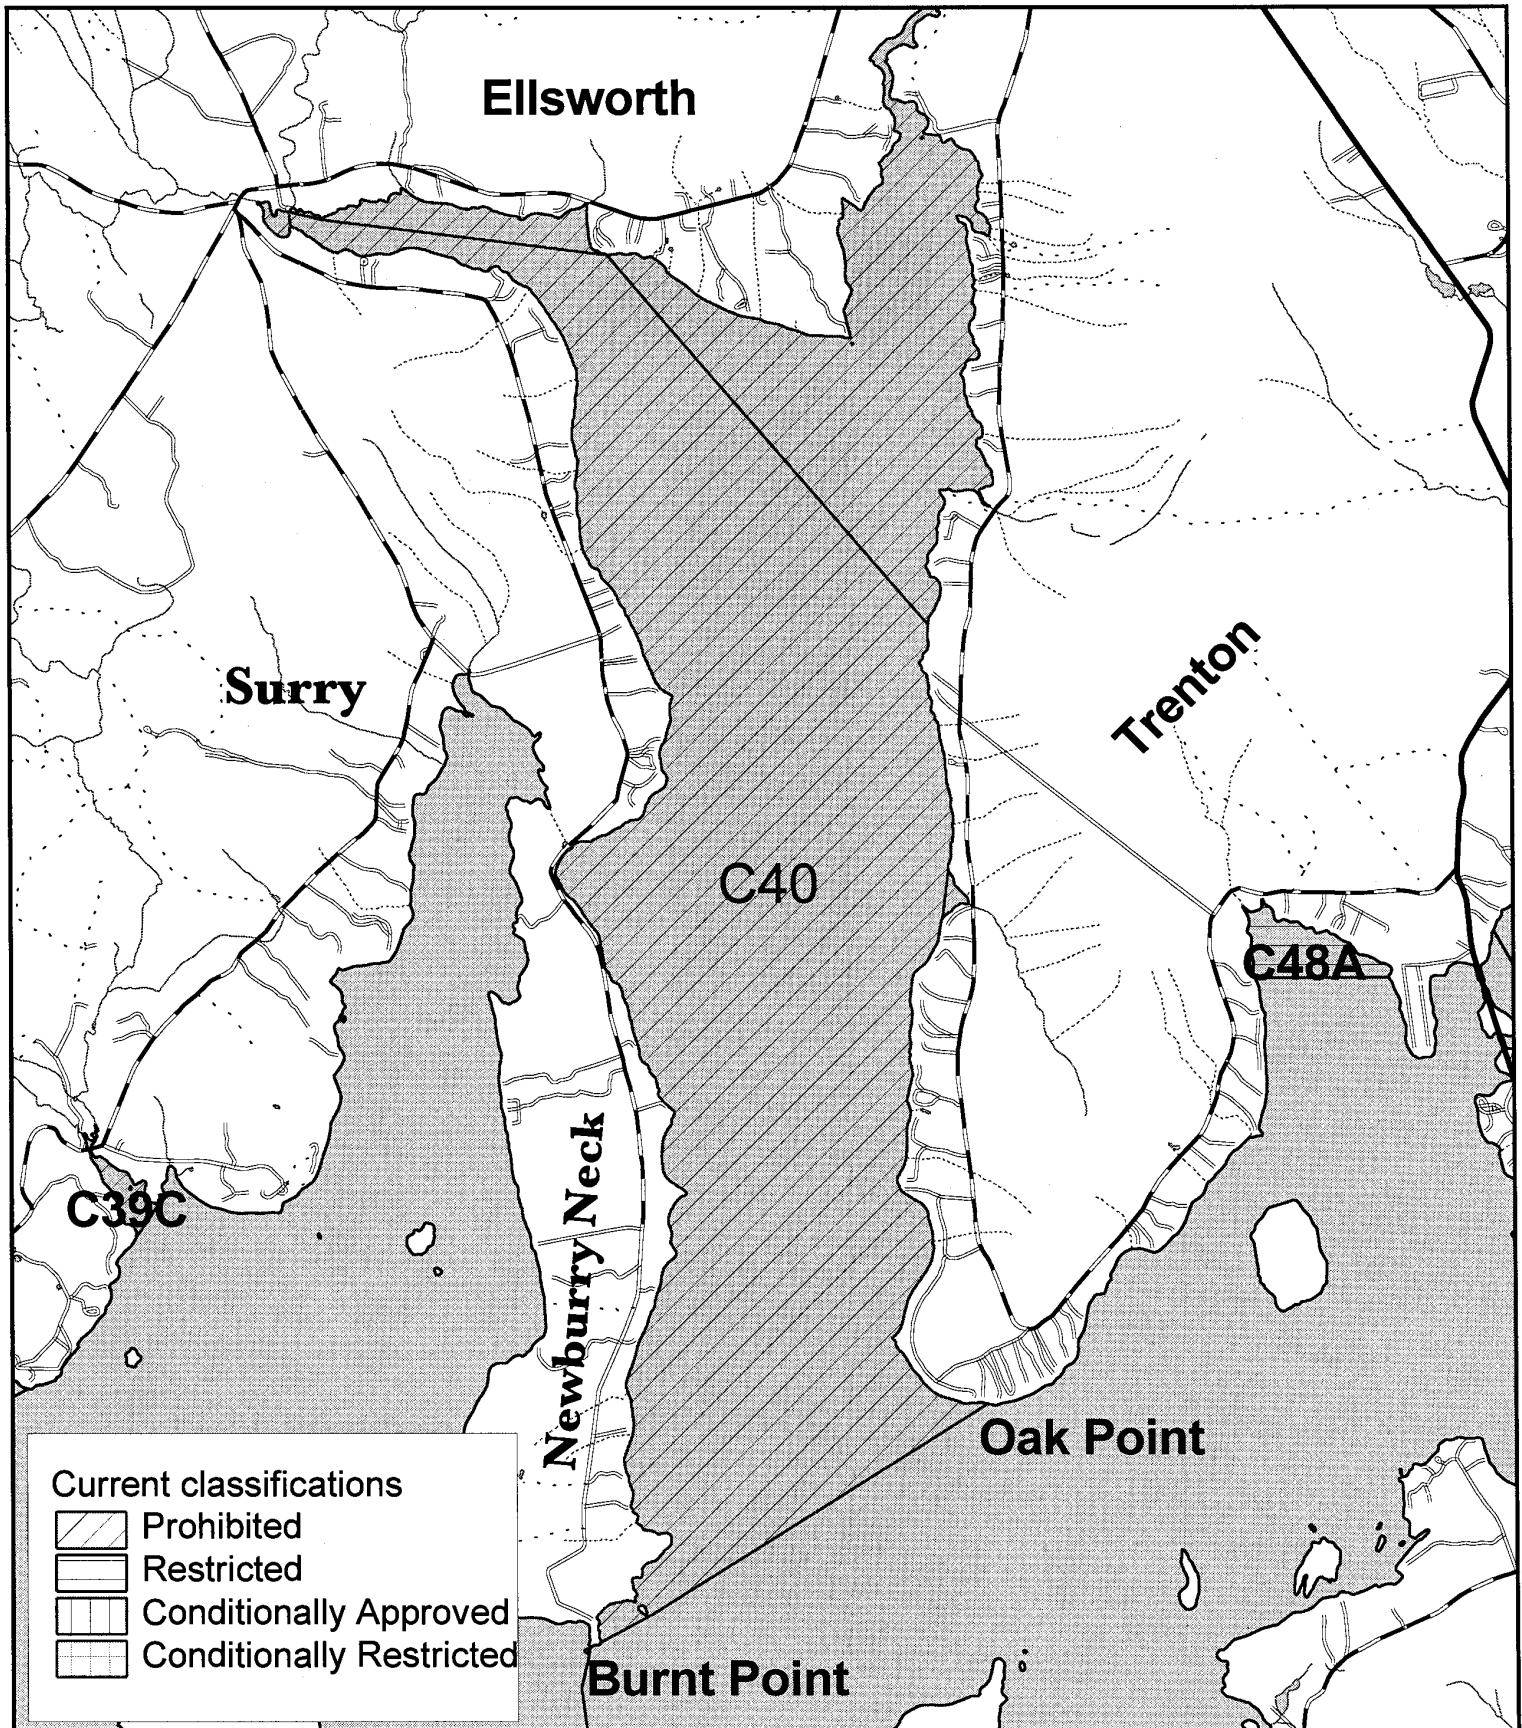 Ellsworth
Surry
Trenton
C40
C48A
C39C
Newburry Neck
Oak Point
Burnt Point
Current classifications
Prohibited
Restricted
Conditionally Approved
Conditionally Restricted